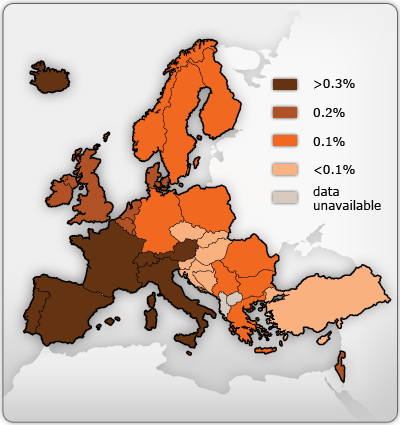 >0.3%
0.2%
0.1%
<0.1%
data
unavailable